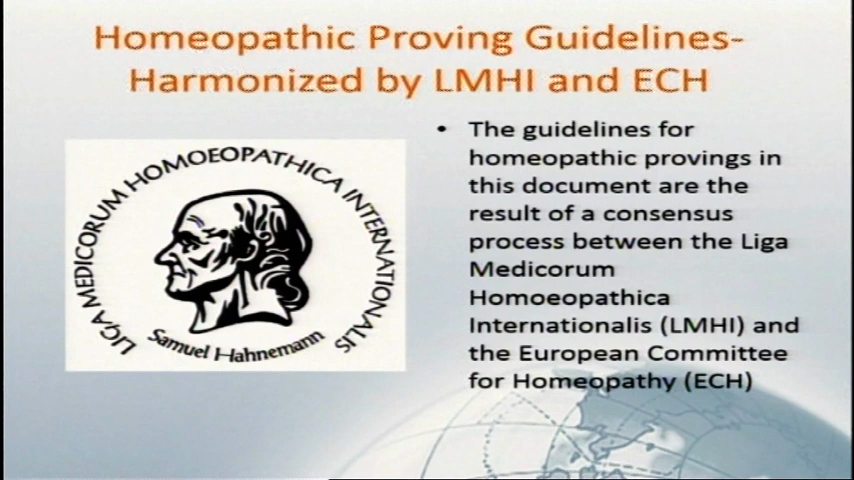 Homeopathic Proving Guidelines-
Harmonized by LMHI and ECH
LIGA MEDICORUM HOMOEOPATHICA INTERNATIONALIS
Samuel Hahnemann
• The guidelines for
homeopathic provings in
this document are the
result of a consensus
process between the Liga
Medicorum
Homoeopathica
Internationalis (LMHI) and
the European Committee
for Homeopathy (ECH)